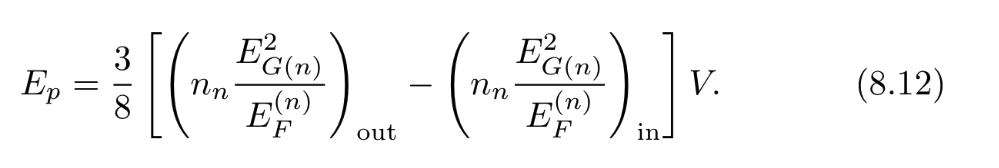 E_p = \frac{3}{8} \left[ \left( n_n \frac{E_{G(n)}^2}{E_F^{(n)}} \right)_{\text{out}} - \left( n_n \frac{E_{G(n)}^2}{E_F^{(n)}} \right)_{\text{in}} \right] V. (8.12)